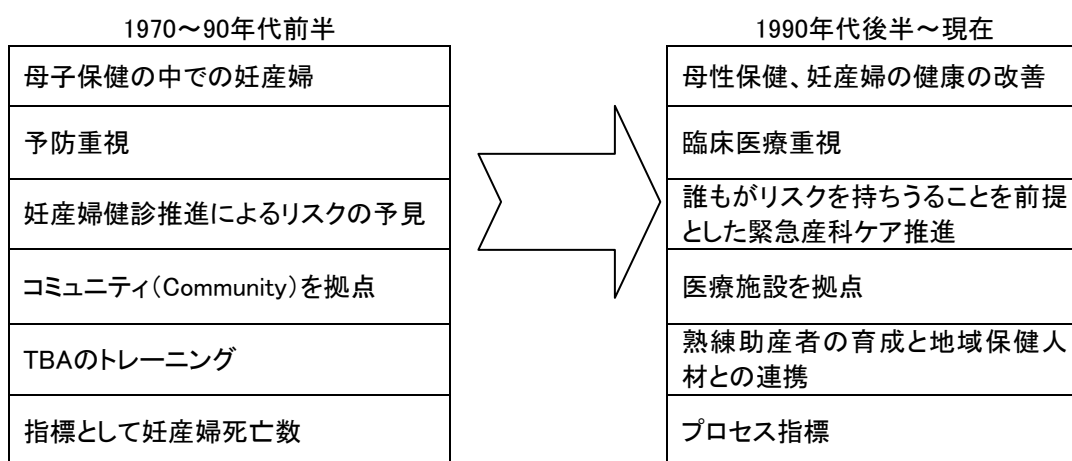 1970～90年代前半
母子保健の中での妊産婦
予防重視
妊産婦健診推進によるリスクの予見
コミュニティ（Community）を拠点
TBAのトレーニング
指標として妊産婦死亡数
1990年代後半～現在
母性保健、妊産婦の健康の改善
臨床医療重視
誰もがリスクを持ちうることを前提
とした緊急産科ケア推進
医療施設を拠点
熟練助産者の育成と地域保健人
材との連携
プロセス指標